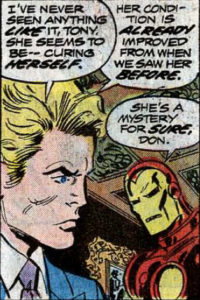 I'VE NEVER
SEEN ANYTHING
LIKE IT, TONY.
SHE SEEMS TO
BE-- CURING
HERSELF.
HER CONDI-
TION IS
ALREADY
IMPROVED
FROM WHEN
WE SAW HER
BEFORE.
SHE'S A
MYSTERY
FOR SURE,
DON.